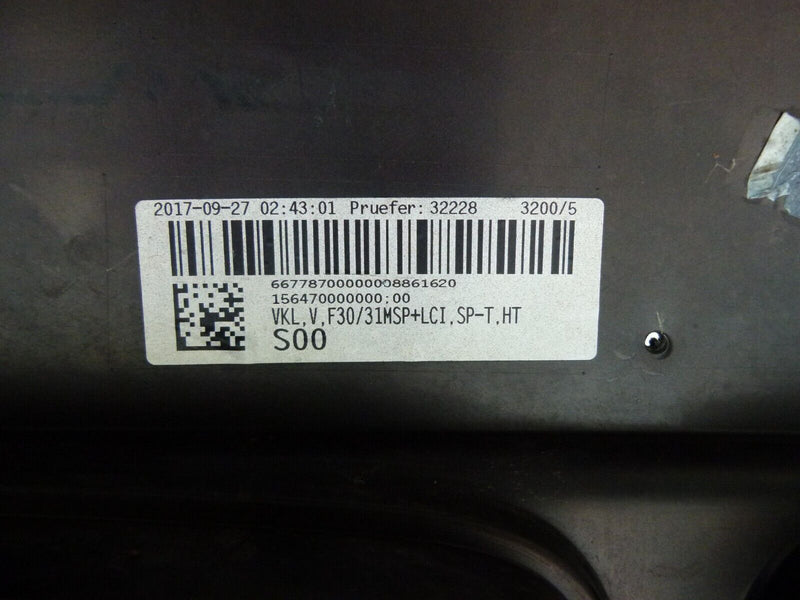 2017-09-27 02:43:01 Pruefer:32228 3200/5
66778700000008861620
156470000000;00
VKL,V,F30/31MSP+LCI,SP-T,HT
S00